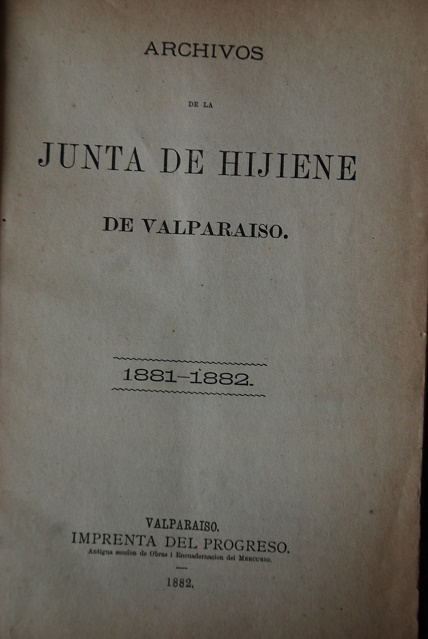 ARCHIVOS
DE LA
JUNTA DE HIJIENE
DE VALPARAISO.
1881-1882.
VALPARAISO.
IMPRENTA DEL PROGRESO.
Antigua seccion de Obras i Encuadernacion del MERCURIO.
1882.